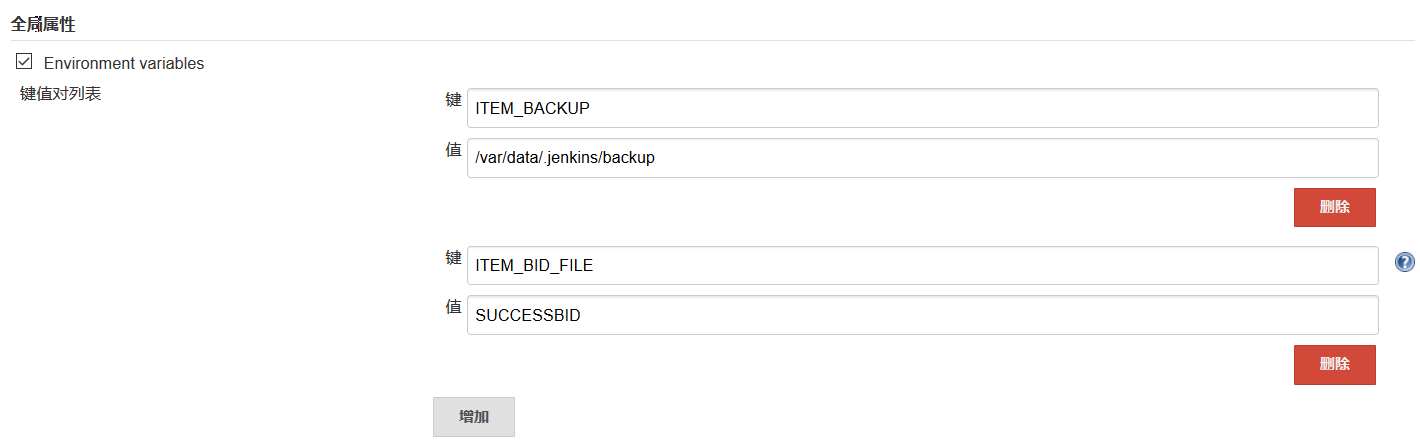 全局属性
Environment variables
键值对列表
键 ITEM_BACKUP
值 /var/data/.jenkins/backup
删除
键 ITEM_BID_FILE
值 SUCCESSBID
删除
增加